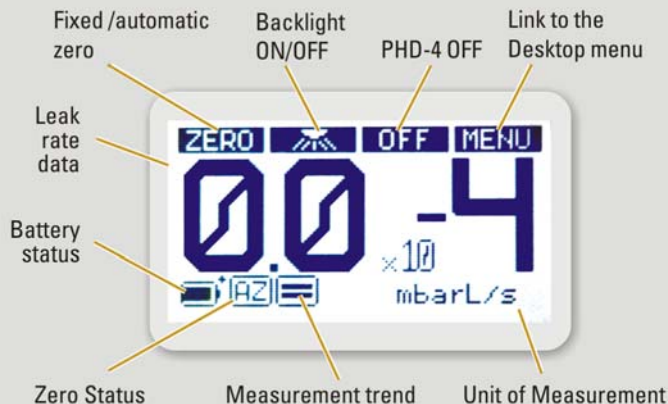 Fixed /automatic
zero
Backlight
ON/OFF
PHD-4 OFF
Link to the
Desktop menu
Leak
rate
data
ZERO OFF MENU
0.0 x10 -4
Battery
status
AZ
mbarL/s
Zero Status
Measurement trend
Unit of Measurement